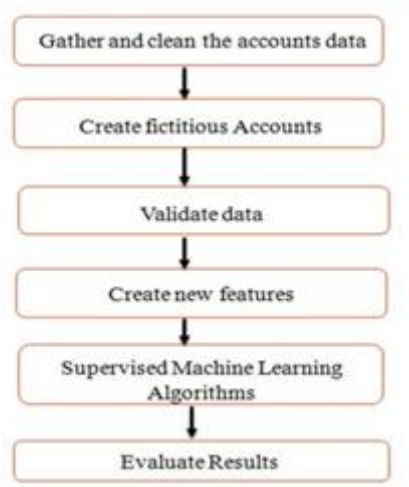 Gather and clean the accounts data
Create fictitious Accounts
Validate data
Create new features
Supervised Machine Learning
Algorithms
Evaluate Results